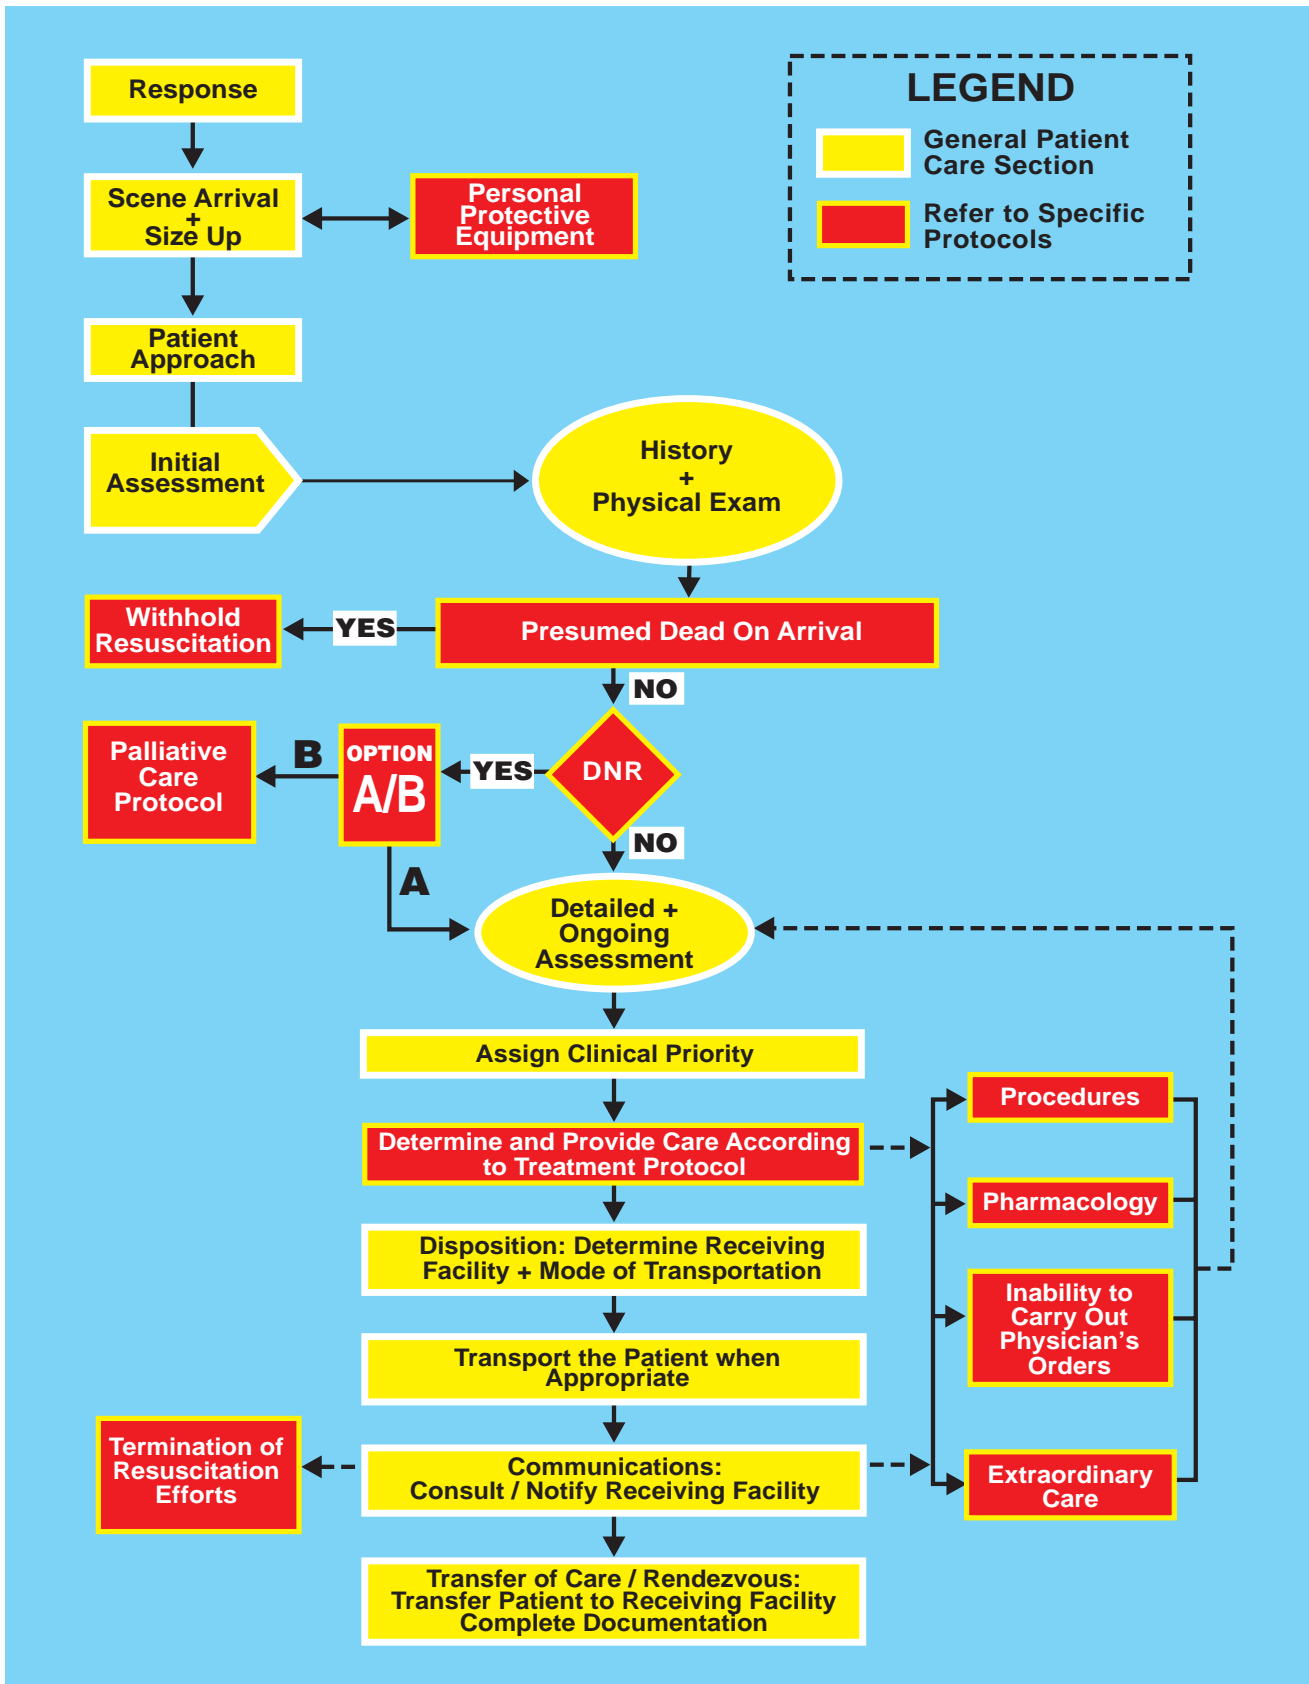 Response
LEGEND
General Patient
Care Section
Refer to Specific
Protocols
Scene Arrival
+
Size Up
Personal
Protective
Equipment
Patient
Approach
Initial
Assessment
History
+
Physical Exam
Withhold
Resuscitation
YES
Presumed Dead On Arrival
NO
Palliative
Care
Protocol
B
OPTION
A/B
YES
DNR
NO
A
Detailed +
Ongoing
Assessment
Assign Clinical Priority
Determine and Provide Care According
to Treatment Protocol
Procedures
Pharmacology
Inability to
Carry Out
Physician's
Orders
Extraordinary
Care
Disposition: Determine Receiving
Facility + Mode of Transportation
Transport the Patient when
Appropriate
Termination of
Resuscitation
Efforts
Communications:
Consult / Notify Receiving Facility
Transfer of Care / Rendezvous:
Transfer Patient to Receiving Facility
Complete Documentation